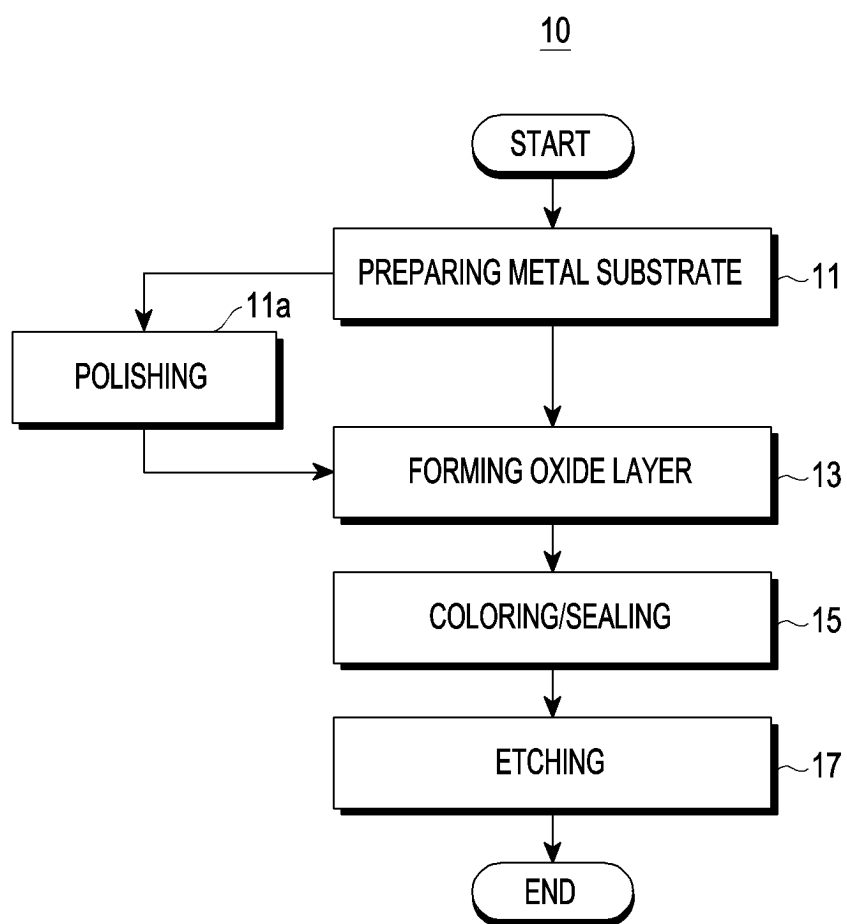 10
START
PREPARING METAL SUBSTRATE
11
11a
POLISHING
FORMING OXIDE LAYER
13
COLORING/SEALING
15
ETCHING
17
END